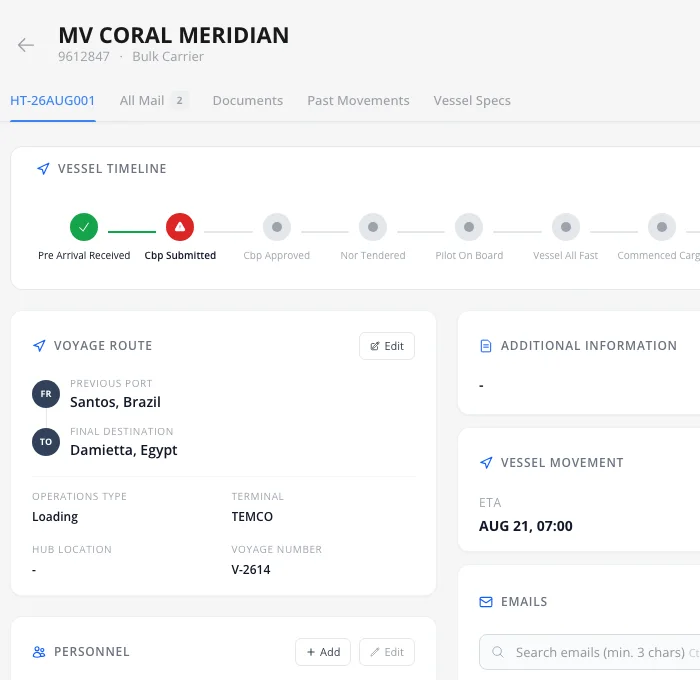 MV CORAL MERIDIAN
9612847 · Bulk Carrier
HT-26AUG001 All Mail 2 Documents Past Movements Vessel Specs
VESSEL TIMELINE
Pre Arrival Received Cbp Submitted Cbp Approved Nor Tendered Pilot On Board Vessel All Fast Commenced Carg
VOYAGE ROUTE
Edit
FR
PREVIOUS PORT
Santos, Brazil
TO
FINAL DESTINATION
Damietta, Egypt
OPERATIONS TYPE
Loading
TERMINAL
TEMCO
HUB LOCATION
-
VOYAGE NUMBER
V-2614
PERSONNEL
+ Add
Edit
ADDITIONAL INFORMATION
-
VESSEL MOVEMENT
ETA
AUG 21, 07:00
EMAILS
Search emails (min. 3 chars)